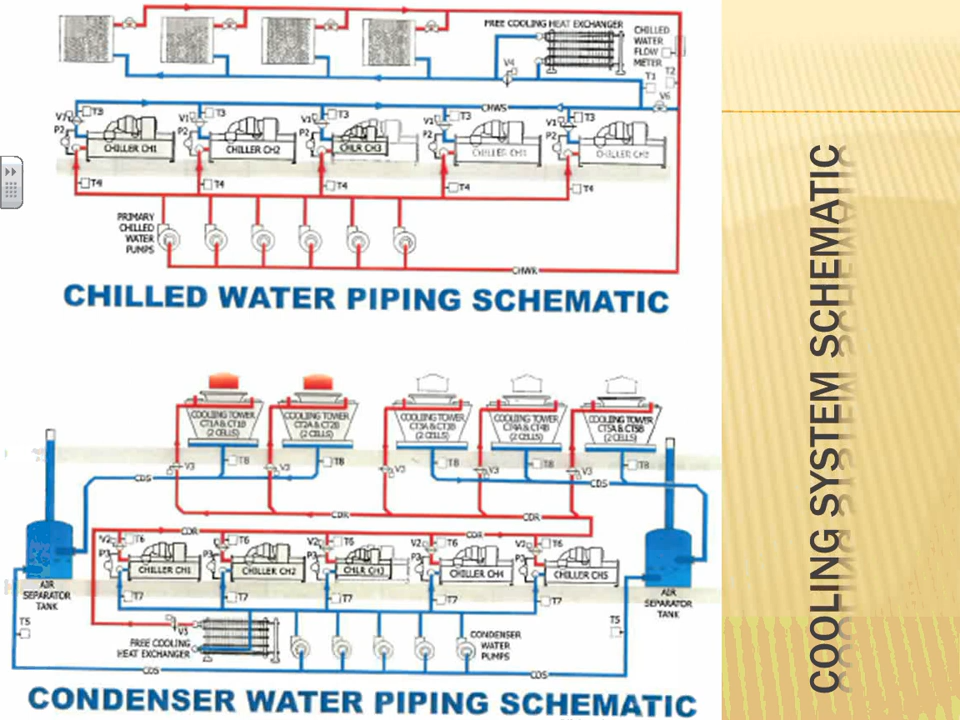 FREE COOLING HEAT EXCHANGER
CHILLED
WATER
FLOW
METER
V4
T1
T2
V6
CHWS
T3
T3
T3
T3
T3
V1
V1
V1
V1
V1
P2
P2
P2
P2
P2
CHILLER CH1
CHILLER CH2
CHLR CH3
CHILLER CH1
CHILLER CH2
T4
T4
T4
T4
T4
PRIMARY
CHILLED
WATER
PUMPS
CHWR
CHILLED WATER PIPING SCHEMATIC
COOLING TOWER
CT1A & CT1B
(2 CELLS)
COOLING TOWER
CT2A & CT2B
(2 CELLS)
COOLING TOWER
CT3A & CT3B
(2 CELLS)
COOLING TOWER
CT4A & CT4B
(2 CELLS)
COOLING TOWER
CT5A & CT5B
(2 CELLS)
V3
T8
V3
T8
V3
T8
V3
T8
V3
T8
CDS
CDS
CDR
CDR
CDR
CDR
V2
T6
V2
T6
V2
T6
V2
T6
V2
T6
P3
P3
P3
P3
P3
CHILLER CH1
CHILLER CH2
CHLR CH3
CHILLER CH4
CHILLER CH5
AIR
SEPARATOR
TANK
AIR
SEPARATOR
TANK
T7
T7
T7
T7
T7
T5
T5
V5
FREE COOLING
HEAT EXCHANGER
CONDENSER
WATER
PUMPS
CDS
CDS
CONDENSER WATER PIPING SCHEMATIC
COOLING SYSTEM SCHEMATIC